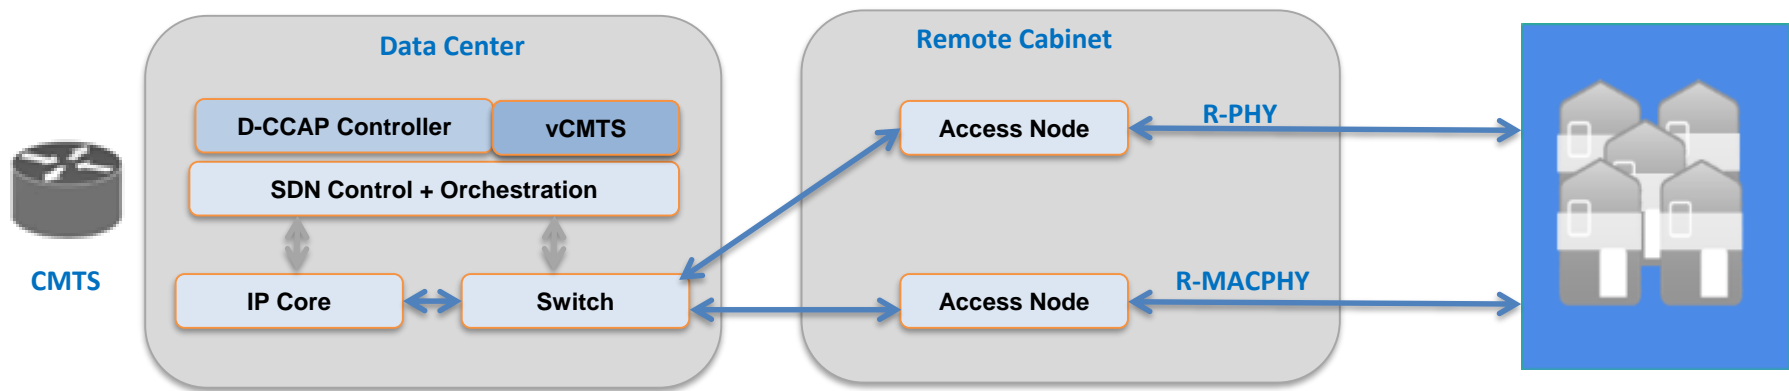 Data Center
Remote Cabinet
D-CCAP Controller
vCMTS
Access Node
R-PHY
SDN Control + Orchestration
CMTS
IP Core
Switch
Access Node
R-MACPHY